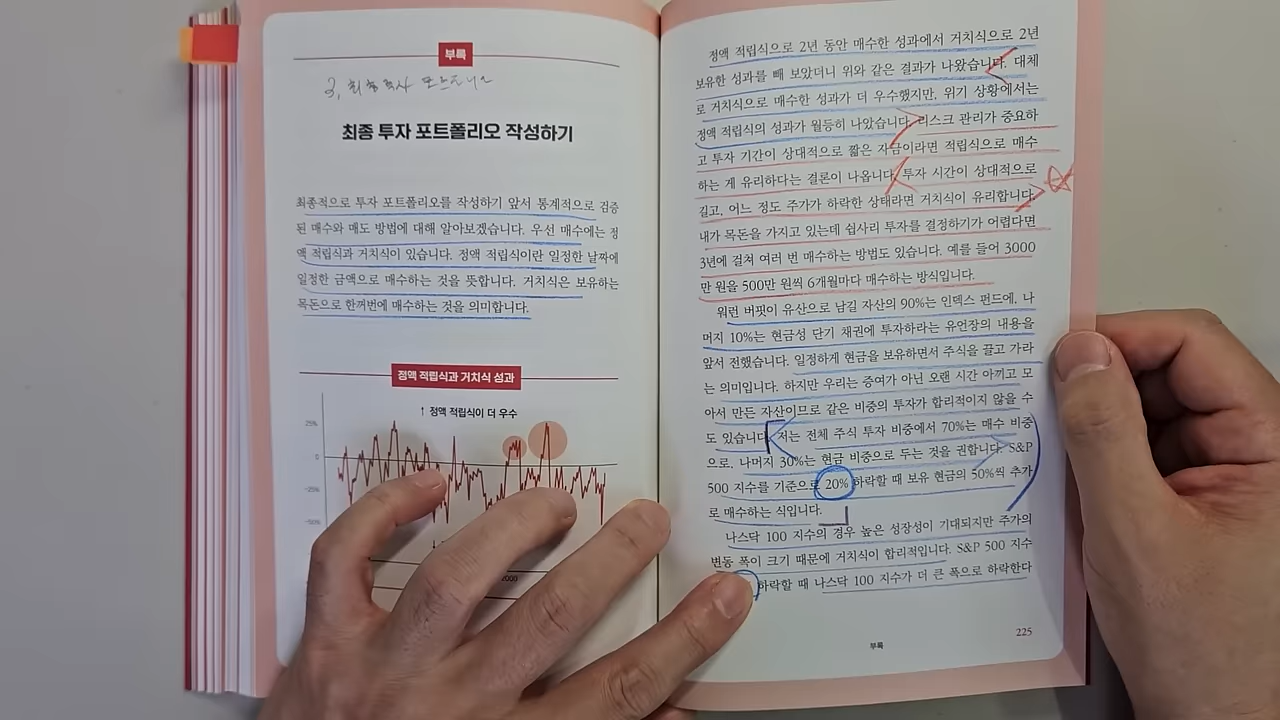 부록
3.
최종 투자 포트폴리오 작성하기
최종적으로 투자 포트폴리오를 작성하기 앞서 통계적으로 검증
된 매수와 매도 방법에 대해 알아보겠습니다. 우선 매수에는 정
액 적립식과 거치식이 있습니다. 정액 적립식이란 일정한 날짜에
일정한 금액으로 매수하는 것을 뜻합니다. 거치식은 보유하는
목돈으로 한꺼번에 매수하는 것을 의미합니다.
정액 적립식과 거치식 성과
↑ 정액 적립식이 더 우수
25%
0
-25%
-50%
2000
정액 적립식으로 2년 동안 매수한 성과에서 거치식으로 2년
보유한 성과를 빼 보았더니 위와 같은 결과가 나왔습니다. 대체
로 거치식으로 매수한 성과가 더 우수했지만, 위기 상황에서는
정액 적립식의 성과가 월등히 나았습니다. 리스크 관리가 중요하
고 투자 기간이 상대적으로 짧은 자금이라면 적립식으로 매수
하는 게 유리하다는 결론이 나옵니다. 투자 시간이 상대적으로
길고, 어느 정도 주가가 하락한 상태라면 거치식이 유리합니다.
내가 목돈을 가지고 있는데 쉽사리 투자를 결정하기가 어렵다면
3년에 걸쳐 여러 번 매수하는 방법도 있습니다. 예를 들어 3000
만 원을 500만 원씩 6개월마다 매수하는 방식입니다.
워런 버핏이 유산으로 남길 자산의 90%는 인덱스 펀드에, 나
머지 10%는 현금성 단기 채권에 투자하라는 유언장의 내용을
앞서 전했습니다. 일정하게 현금을 보유하면서 주식을 끌고 가라
는 의미입니다. 하지만 우리는 증여가 아닌 오랜 시간 아끼고 모
아서 만든 자산이므로 같은 비중의 투자가 합리적이지 않을 수
도 있습니다. 저는 전체 주식 투자 비중에서 70%는 매수 비중
으로, 나머지 30%는 현금 비중으로 두는 것을 권합니다. S&P
500 지수를 기준으로 20% 하락할 때 보유 현금의 50%씩 추가
로 매수하는 식입니다.
나스닥 100 지수의 경우 높은 성장성이 기대되지만 주가의
변동 폭이 크기 때문에 거치식이 합리적입니다. S&P 500 지수
하락할 때 나스닥 100 지수가 더 큰 폭으로 하락한다
부록
225